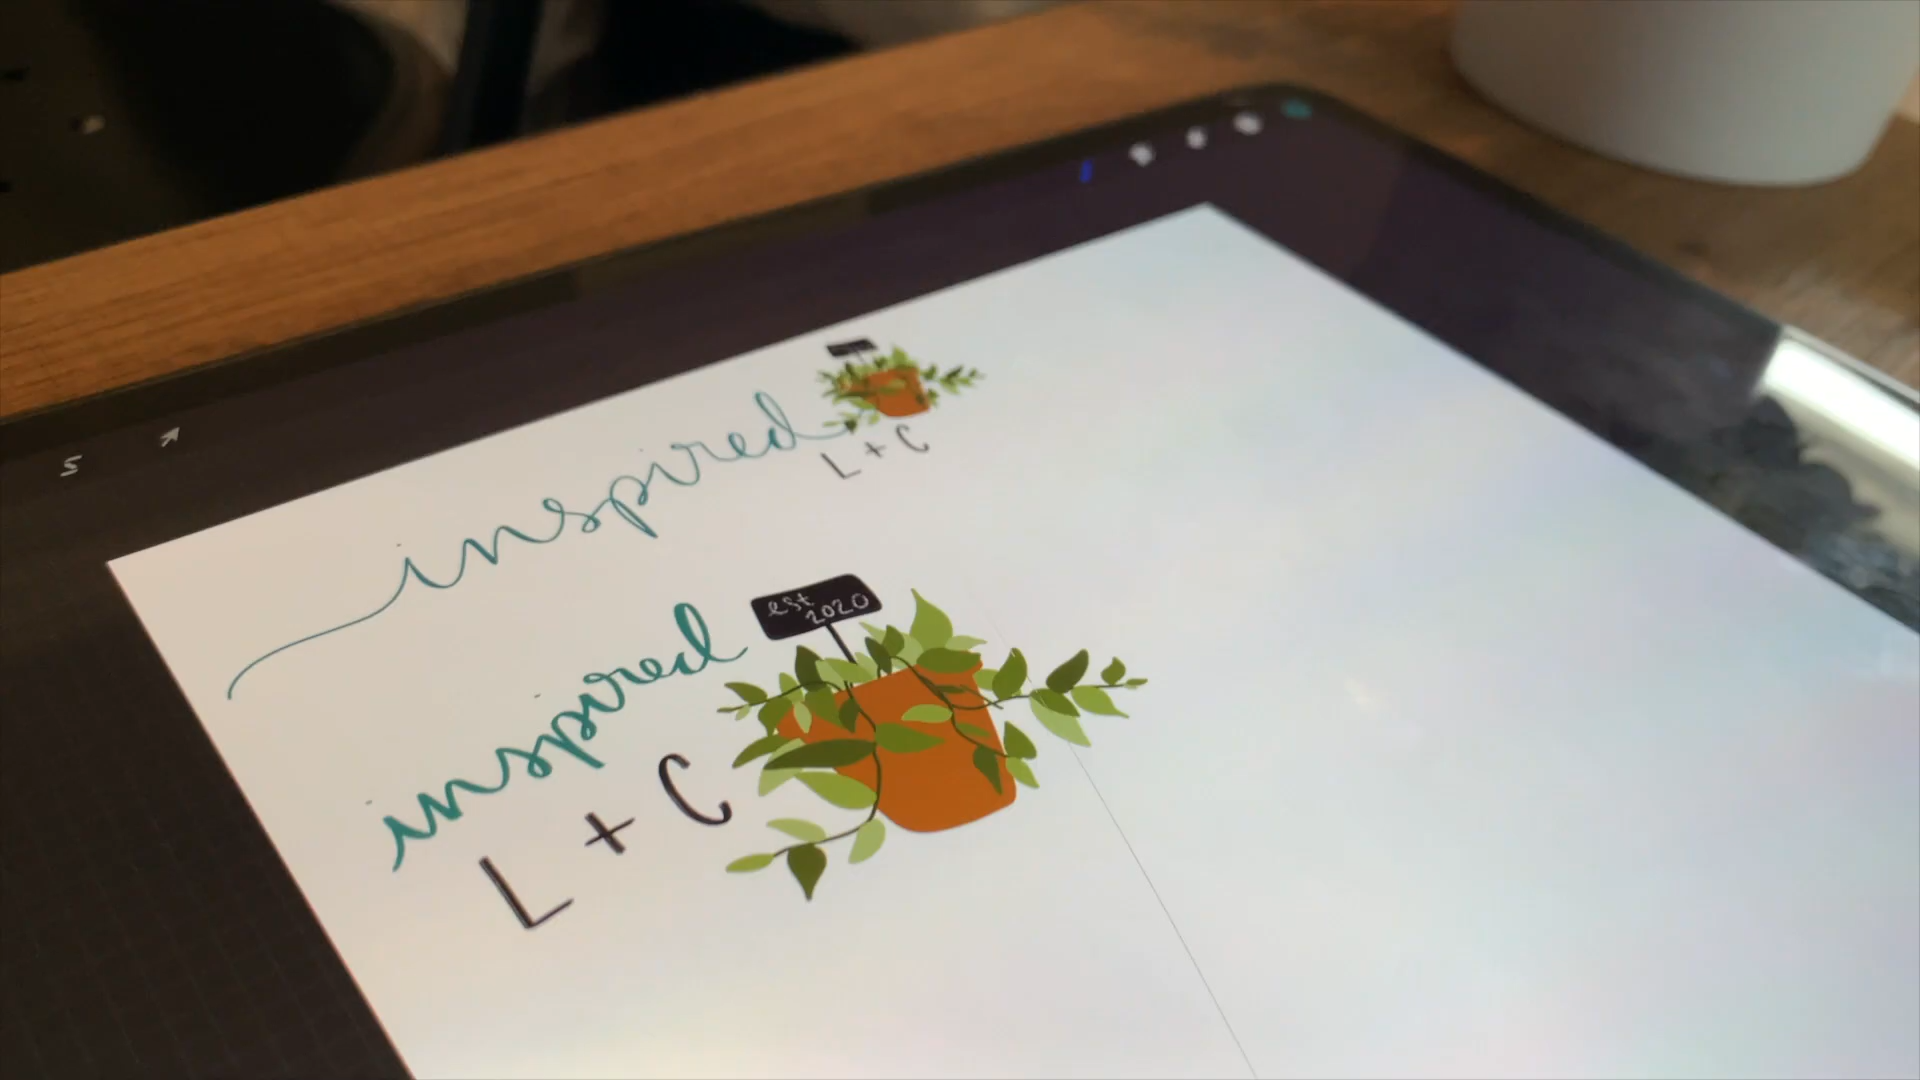 inspired
L + C
est
2020
inspired
L + C